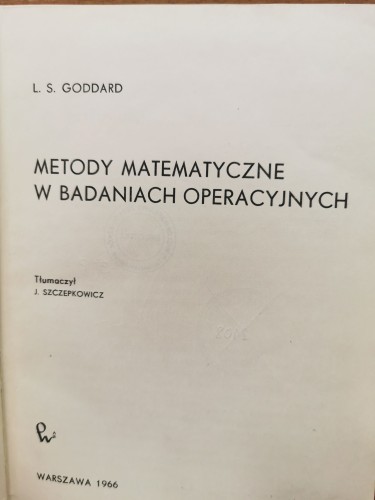 L. S. GODDARD
METODY MATEMATYCZNE
W BADANIACH OPERACYJNYCH
Tłumaczył
J. SZCZEPKOWICZ
WARSZAWA 1966